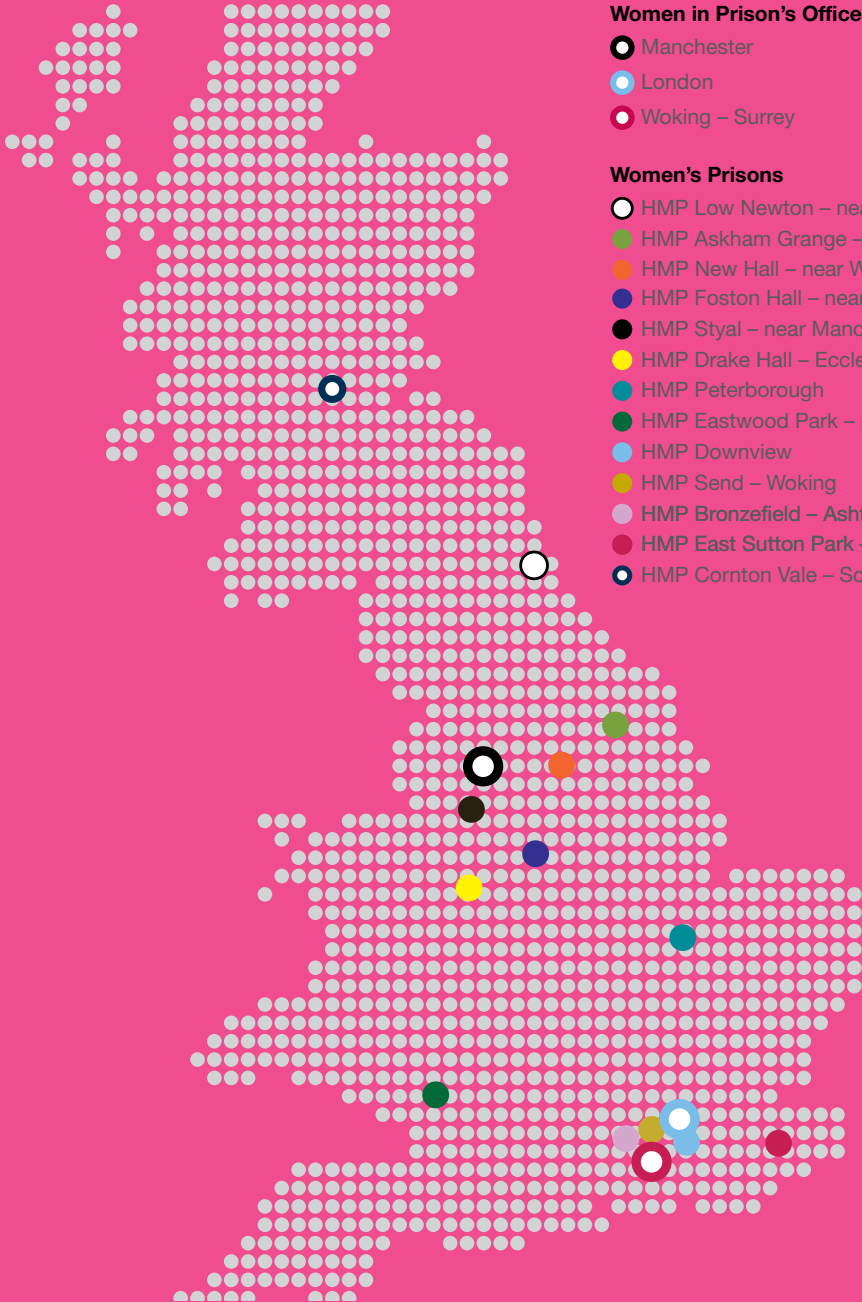 Women in Prison's Office
Manchester
London
Woking – Surrey
Women's Prisons
HMP Low Newton –
HMP Askham Grange –
HMP New Hall – near
HMP Foston Hall – near
HMP Styal – near
HMP Drake Hall –
HMP Peterborough
HMP Eastwood Park –
HMP Downview
HMP Send – Woking
HMP Bronzefield –
HMP East Sutton Park –
HMP Cornton Vale –